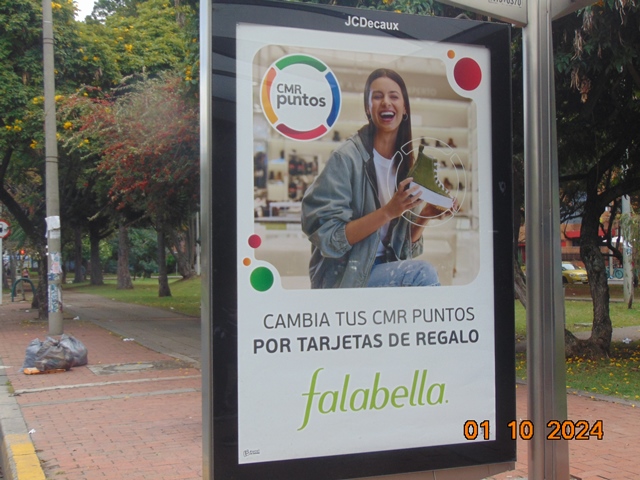 JCDecaux
CMR
puntos
CAMBIA TUS CMR PUNTOS
POR TARJETAS DE REGALO
falabella.
01 10 2024